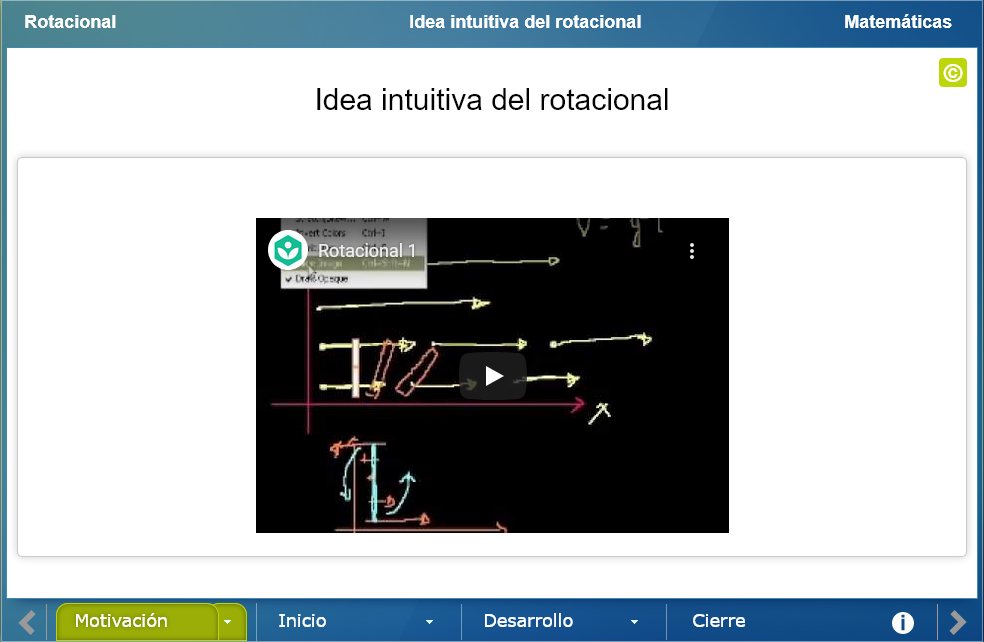 Rotacional
Idea intuitiva del rotacional
Matemáticas
©
Idea intuitiva del rotacional
Invert Colors Ctrl+I
Rotacional 1
Draw Opaque
x
Motivación
Inicio
Desarrollo
Cierre